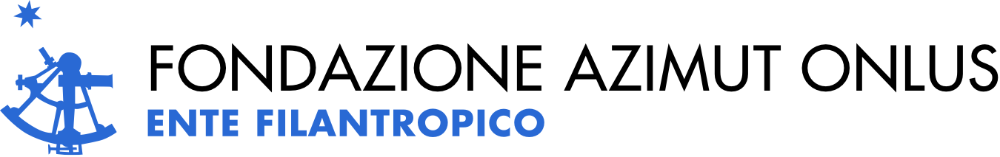 FONDAZIONE AZIMUT ONLUS
ENTE FILANTROPICO